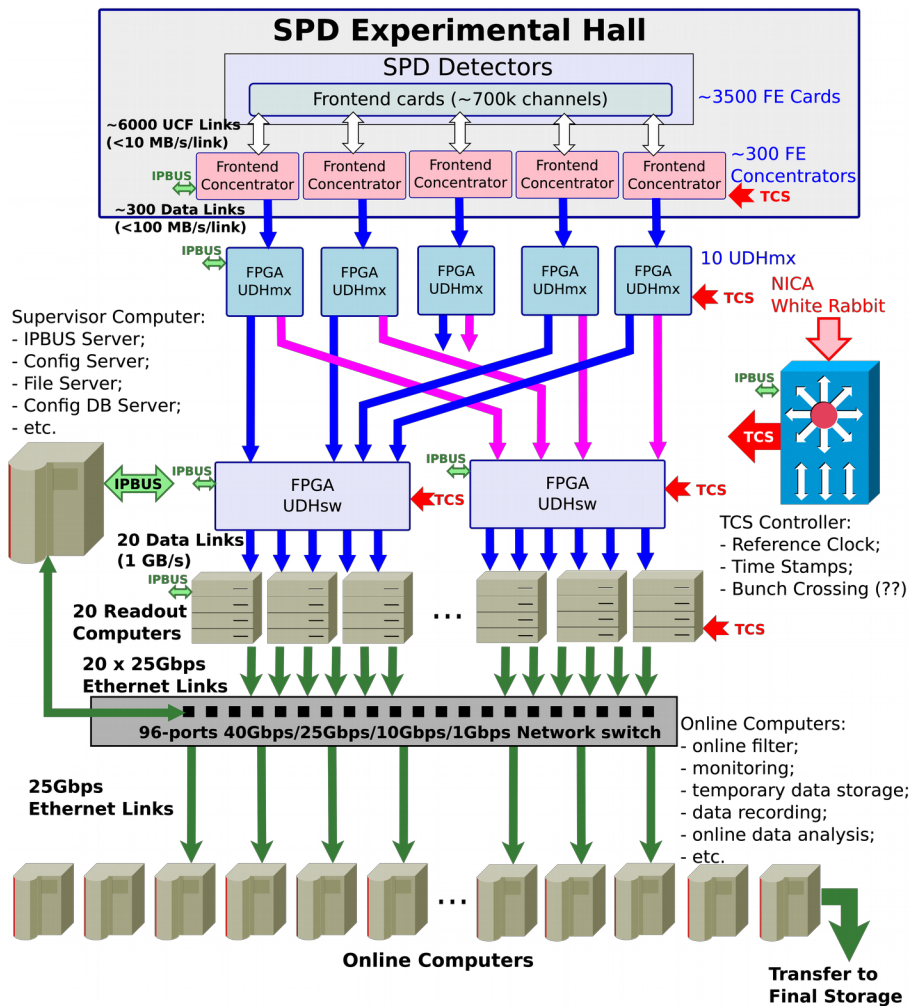 SPD Experimental Hall
SPD Detectors
Frontend cards (~700k channels)
~3500 FE Cards
~6000 UCF Links
(<10 MB/s/link)
Frontend
Concentrator
Frontend
Concentrator
Frontend
Concentrator
Frontend
Concentrator
Frontend
Concentrator
~300 FE
Concentrators
IPBUS
TCS
~300 Data Links
(<100 MB/s/link)
IPBUS
FPGA
UDHmx
FPGA
UDHmx
FPGA
UDHmx
FPGA
UDHmx
FPGA
UDHmx
10 UDHmx
TCS
NICA
White Rabbit
Supervisor Computer:
- IPBUS Server;
- Config Server;
- File Server;
- Config DB Server;
- etc.
IPBUS
TCS
IPBUS
IPBUS
FPGA
UDHsw
TCS
IPBUS
FPGA
UDHsw
TCS
TCS Controller:
- Reference Clock;
- Time Stamps;
- Bunch Crossing (??)
20 Data Links
(1 GB/s)
IPBUS
20 Readout
Computers
...
TCS
20 x 25Gbps
Ethernet Links
96-ports 40Gbps/25Gbps/10Gbps/1Gbps Network switch
Online Computers:
- online filter;
- monitoring;
- temporary data storage;
- data recording;
- online data analysis;
- etc.
25Gbps
Ethernet Links
...
Online Computers
Transfer to
Final Storage